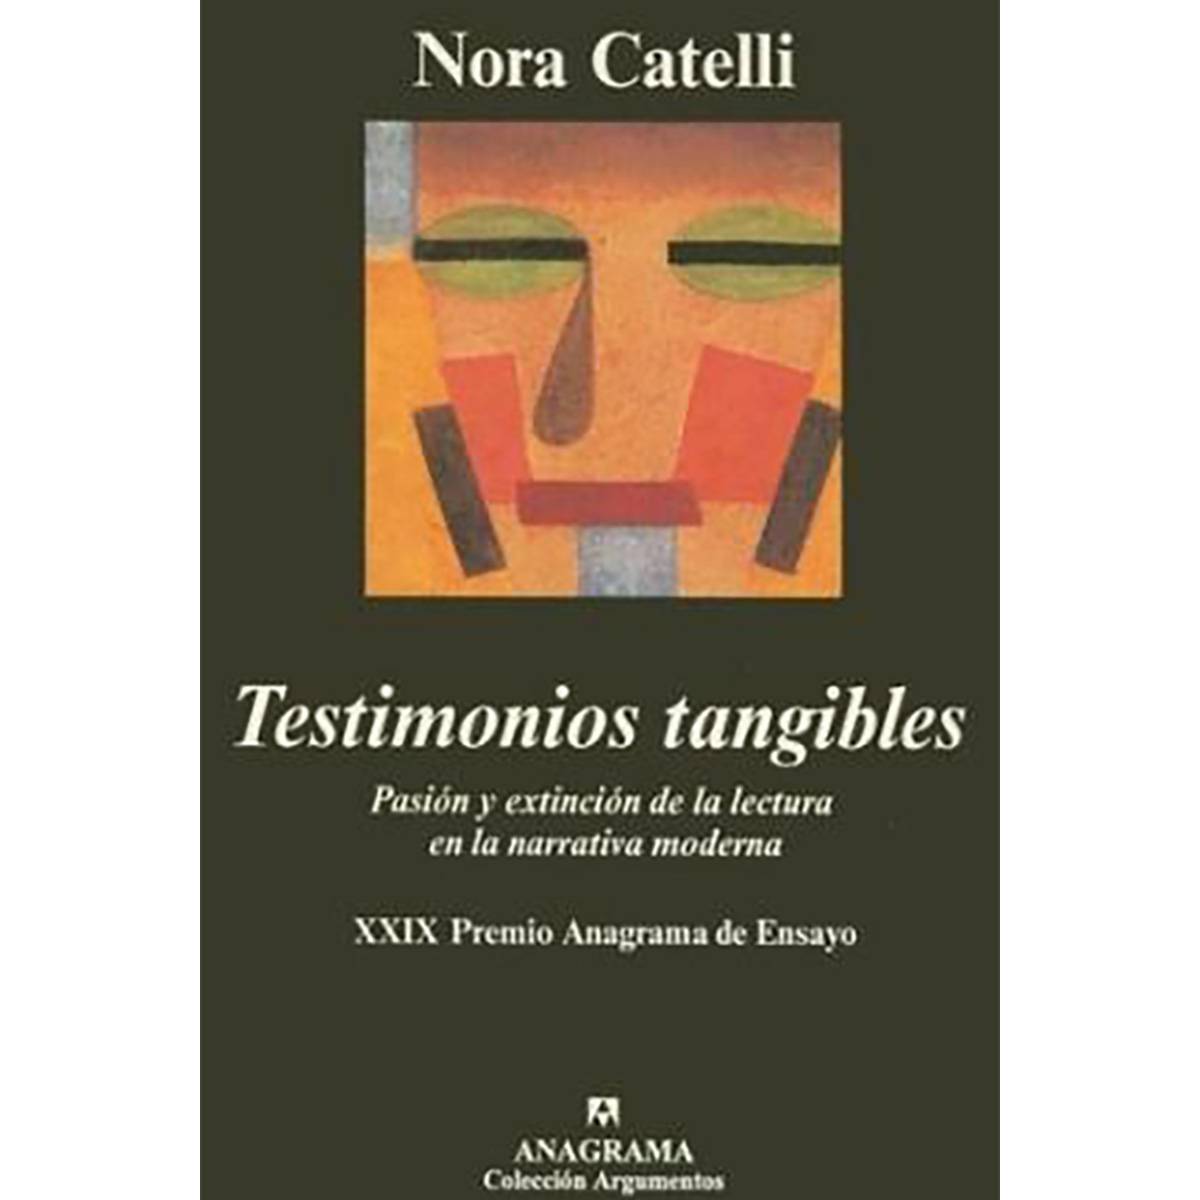 Nora Catelli
Testimonios tangibles
Pasión y extinción de la lectura
en la narrativa moderna
XXIX Premio Anagrama de Ensayo
ANAGRAMA
Colección Argumentos